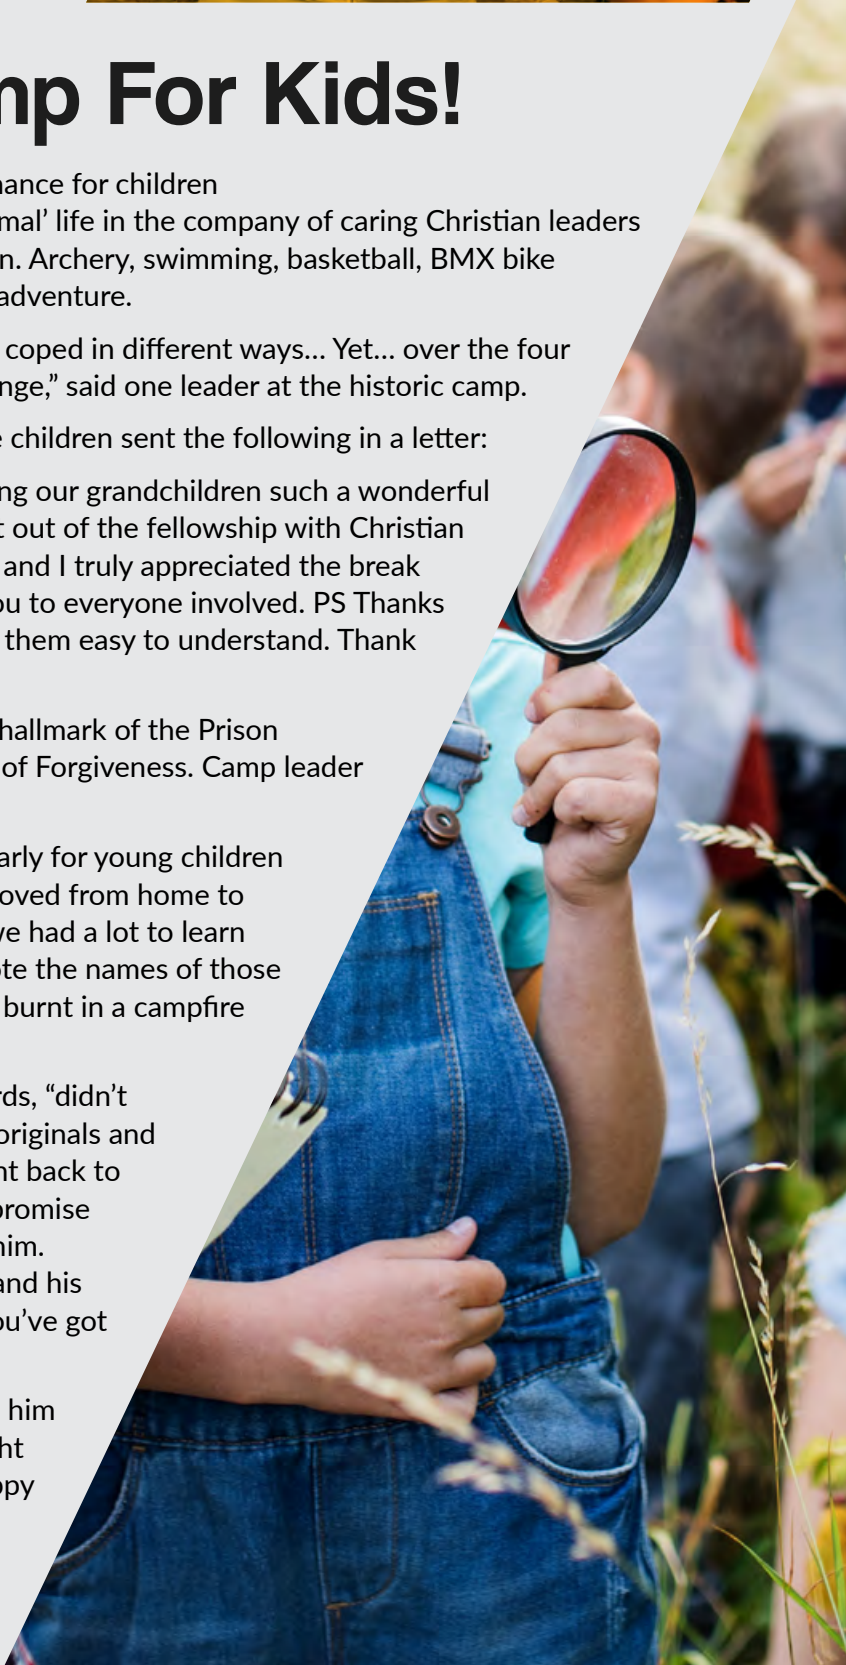 mp For Kids!
hance for children
mal’ life in the company of caring Christian leaders
n. Archery, swimming, basketball, BMX bike
adventure.
coped in different ways... Yet... over the four
nge,” said one leader at the historic camp.
e children sent the following in a letter:
ng our grandchildren such a wonderful
t out of the fellowship with Christian
and I truly appreciated the break
ou to everyone involved. PS Thanks
them easy to understand. Thank
hallmark of the Prison
of Forgiveness. Camp leader
arly for young children
oved from home to
we had a lot to learn
ote the names of those
burnt in a campfire
rds, “didn’t
originals and
nt back to
promise
him.
and his
ou’ve got
him
ht
ppy